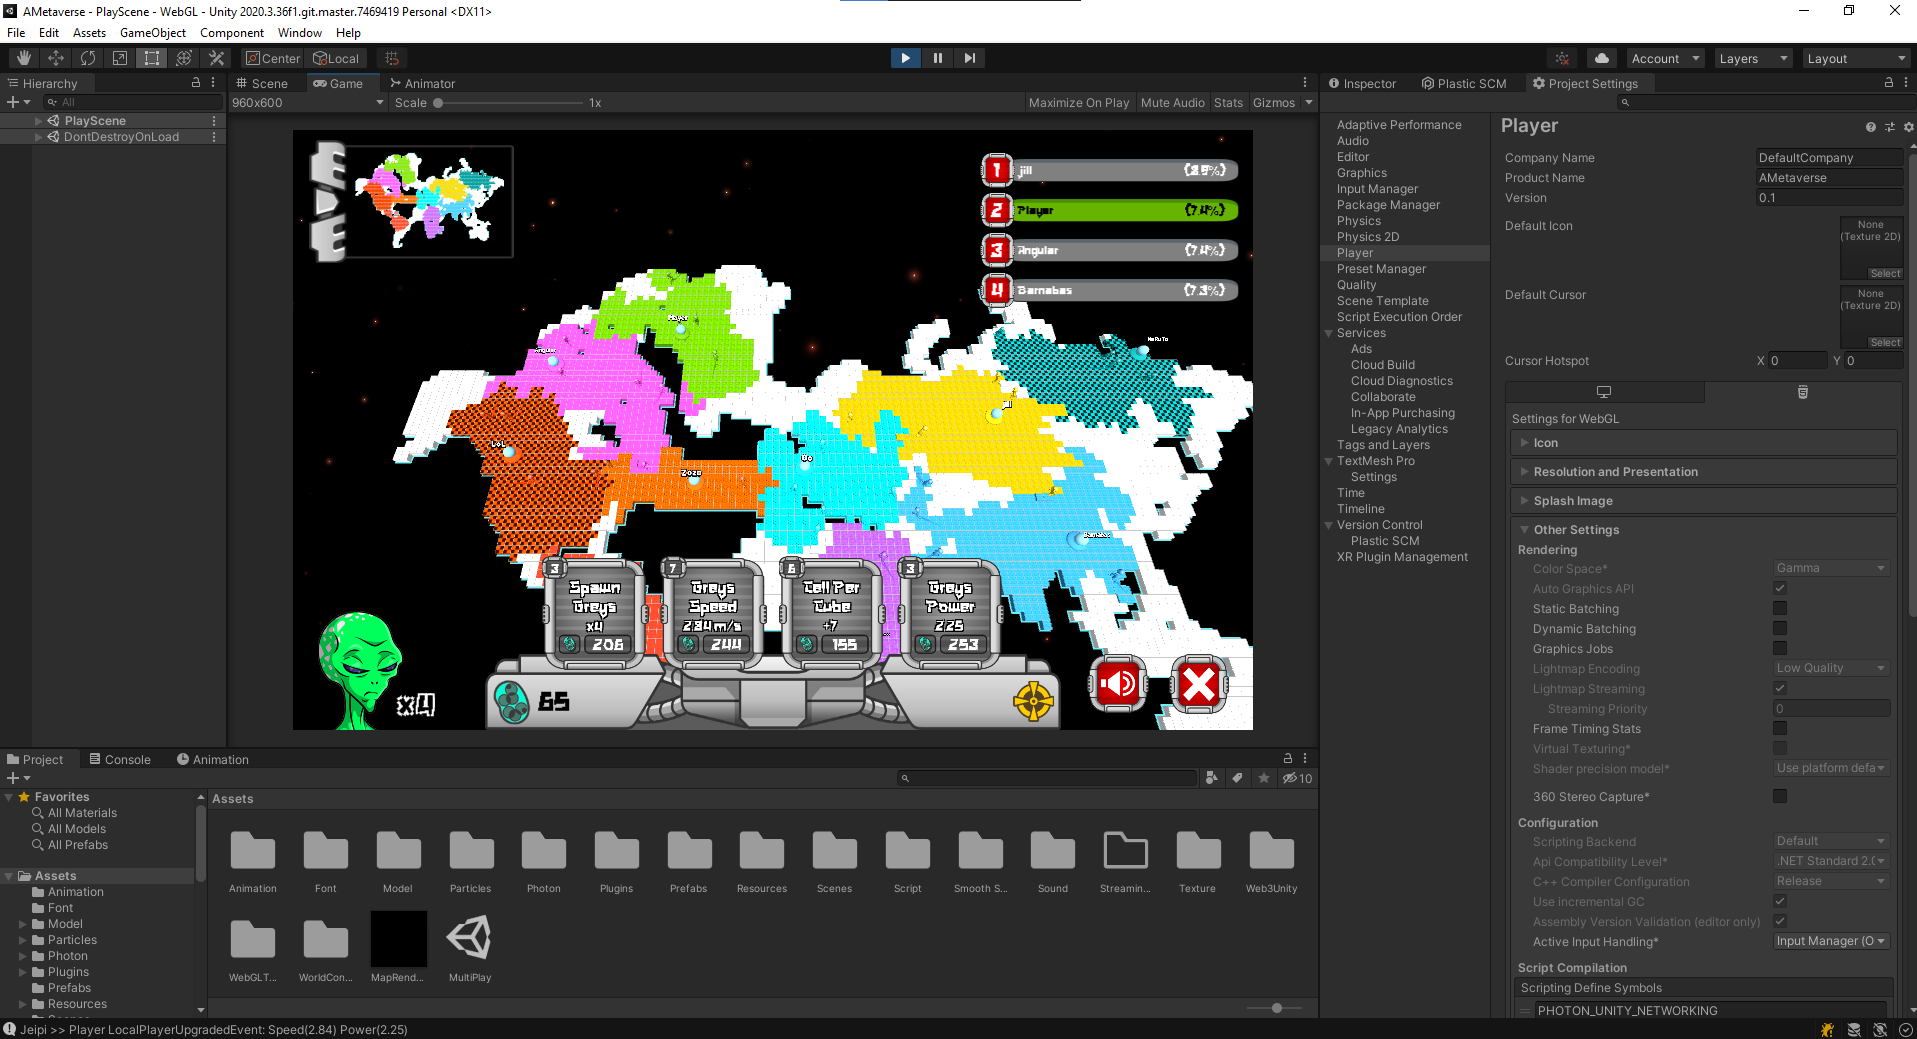 AMetaverse - PlayScene - WebGL - Unity 2020.3.36f1.git.master.7469419 Personal <DX11>
File Edit Assets GameObject Component Window Help
Center Local
Account Layers Layout
Hierarchy
All
PlayScene
DontDestroyOnLoad
Scene Game Animator
960x600 Scale 1x Maximize On Play Mute Audio Stats Gizmos
1 jill
2 Player (7.4%)
3 Angular (7.4%)
4 Barnabas (7.3%)
Player
Angular
NaRuTo
jill
LoL
Zoza
Barnabas
3 Spawn Greys x4 206
7 Greys Speed 2.84m/s 244
6 Cell Per Cube +7 155
3 Greys Power 2.25 253
x4
65
Inspector Plastic SCM Project Settings
Adaptive Performance
Audio
Editor
Graphics
Input Manager
Package Manager
Physics
Physics 2D
Player
Preset Manager
Quality
Scene Template
Script Execution Order
Services
Ads
Cloud Build
Cloud Diagnostics
Collaborate
In-App Purchasing
Legacy Analytics
Tags and Layers
TextMesh Pro
Settings
Time
Timeline
Version Control
Plastic SCM
XR Plugin Management
Player
Company Name DefaultCompany
Product Name AMetaverse
Version 0.1
Default Icon None (Texture 2D) Select
Default Cursor None (Texture 2D) Select
Cursor Hotspot X 0 Y 0
Settings for WebGL
Icon
Resolution and Presentation
Splash Image
Other Settings
Rendering
Color Space* Gamma
Auto Graphics API
Static Batching
Dynamic Batching
Graphics Jobs
Lightmap Encoding Low Quality
Lightmap Streaming
Streaming Priority 0
Frame Timing Stats
Virtual Texturing*
Shader precision model* Use platform defa
360 Stereo Capture*
Configuration
Scripting Backend Default
Api Compatibility Level* .NET Standard 2.
C++ Compiler Configuration Release
Use incremental GC
Assembly Version Validation (editor only)
Active Input Handling* Input Manager (O
Script Compilation
Scripting Define Symbols
PHOTON_UNITY_NETWORKING
Project Console Animation
10
Favorites
All Materials
All Models
All Prefabs
Assets
Animation
Font
Model
Particles
Photon
Plugins
Prefabs
Resources
Assets
Animation Font Model Particles Photon Plugins Prefabs Resources Scenes Script Smooth S... Sound Streamin... Texture Web3Unity
WebGLT... WorldCon... MapRend... MultiPlay
Jeipi >> Player LocalPlayerUpgradedEvent: Speed(2.84) Power(2.25)